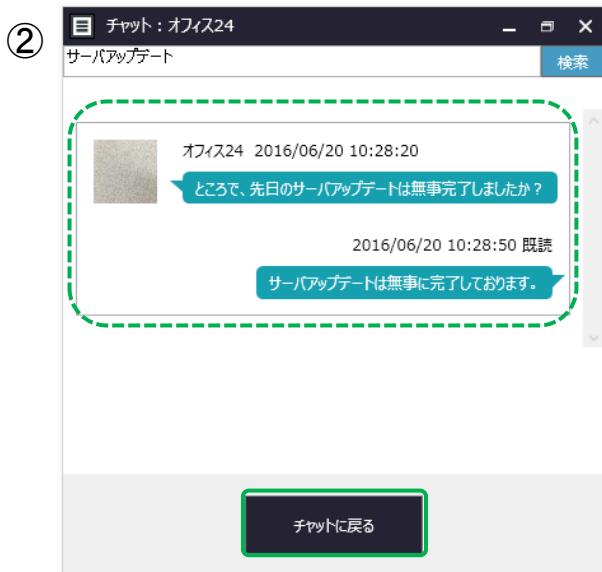 ②
チャット：オフィス24
サーバアップデート
検索
オフィス24 2016/06/20 10:28:20
ところで、先日のサーバアップデートは無事完了しましたか？
2016/06/20 10:28:50 既読
サーバアップデートは無事に完了しております。
チャットに戻る